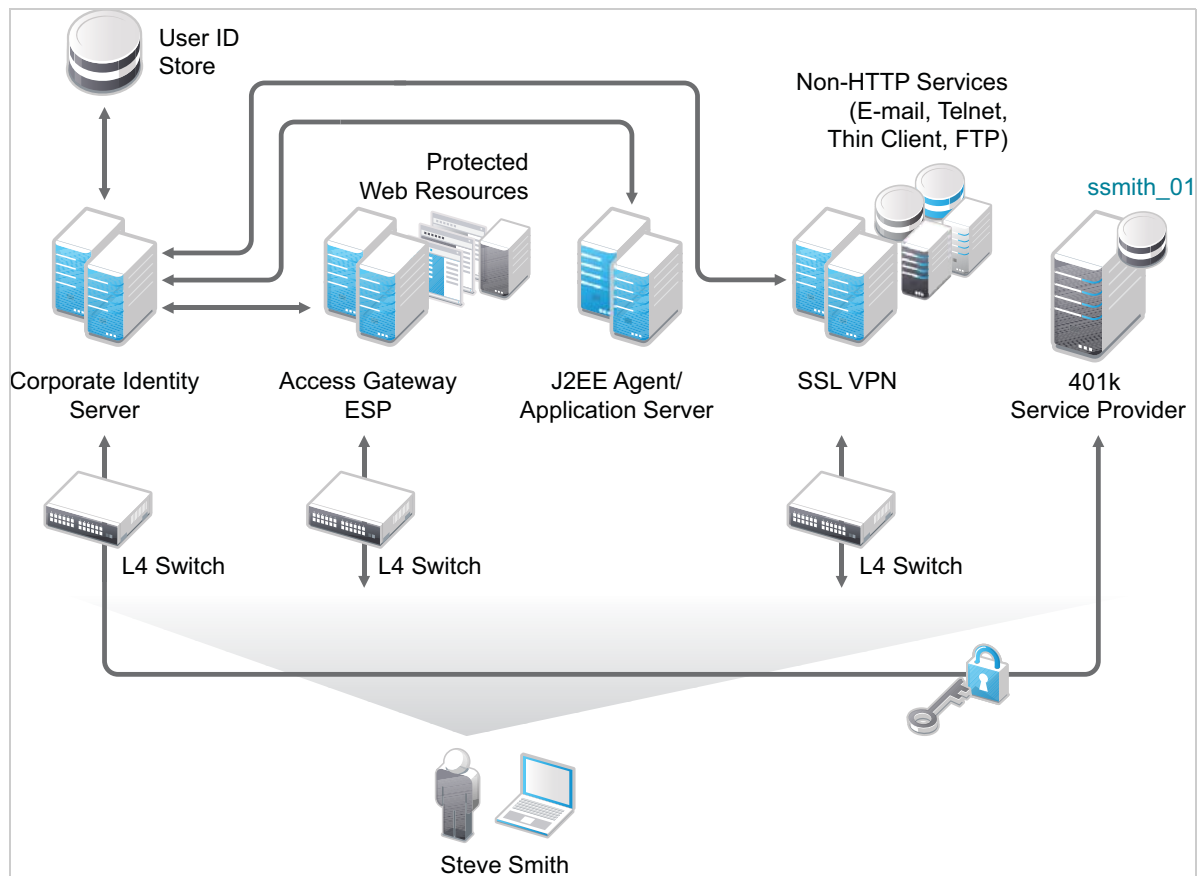 User ID
Store
Non-HTTP Services
(E-mail, Telnet,
Thin Client, FTP)
Protected
Web Resources
ssmith_01
Corporate Identity
Server
Access Gateway
ESP
J2EE Agent/
Application Server
SSL VPN
401k
Service Provider
L4 Switch
L4 Switch
L4 Switch
Steve Smith